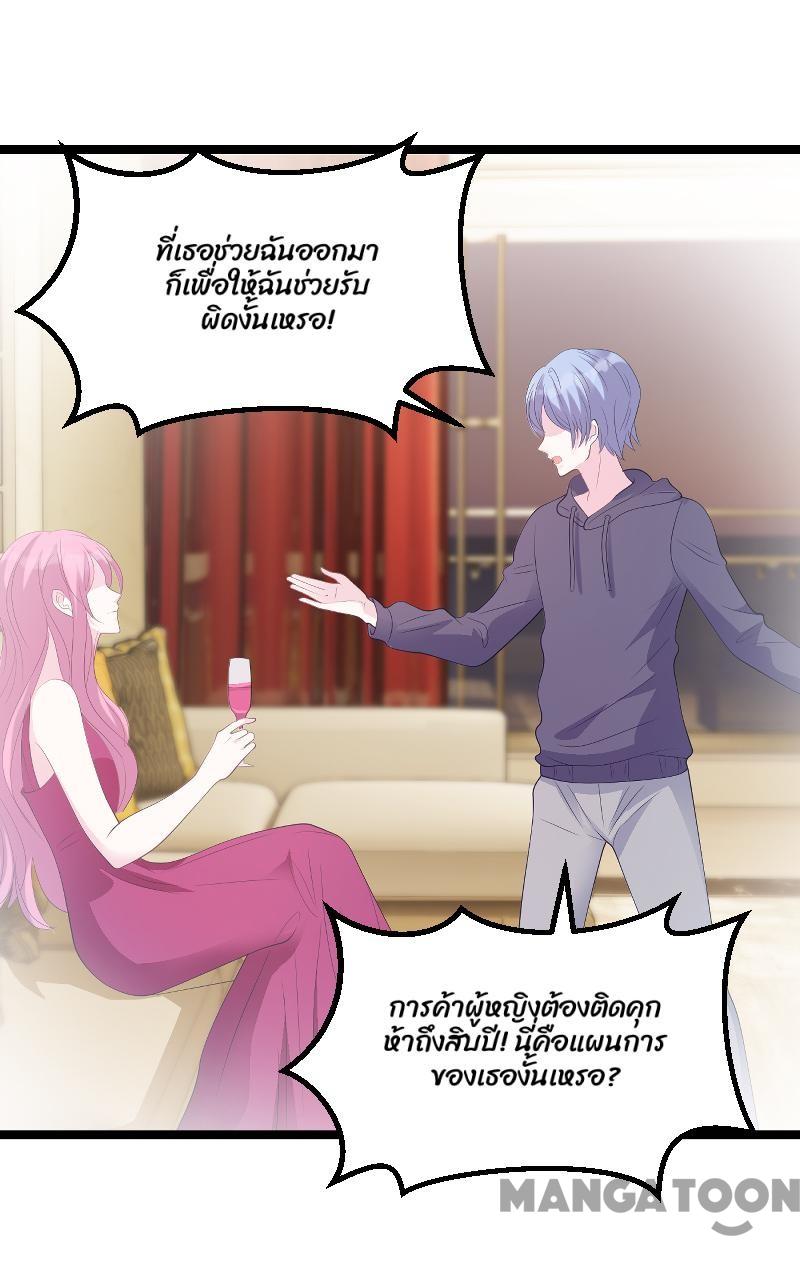 ที่เธอช่วยฉันออกมา
ก็เพื่อให้ฉันช่วยรับ
ผิดงั้นเหรอ!
การค้าผู้หญิงต้องติดคุก
ห้าถึงสิบปี! นี่คือแผนการ
ของเธองั้นเหรอ?
MANGATOON